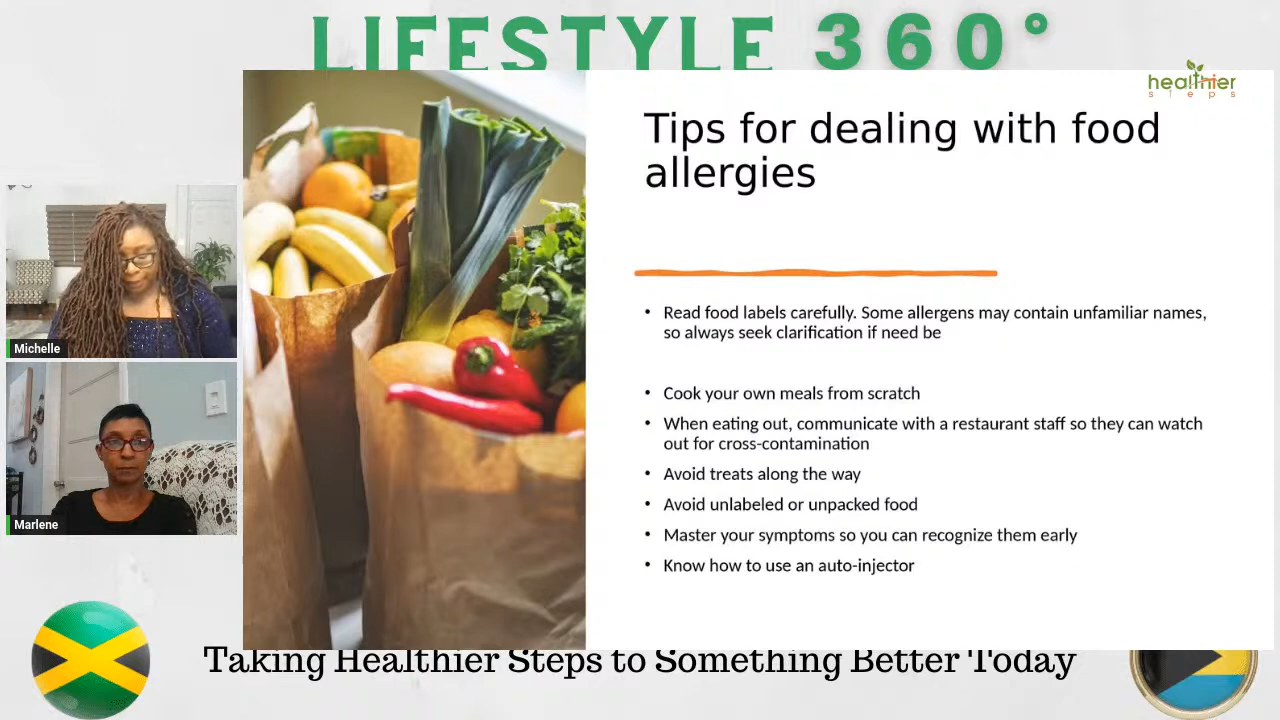 LIFESTYLE 360°
healthier
steps
Tips for dealing with food
allergies
• Read food labels carefully. Some allergens may contain unfamiliar names,
so always seek clarification if need be
• Cook your own meals from scratch
• When eating out, communicate with a restaurant staff so they can watch
out for cross-contamination
• Avoid treats along the way
• Avoid unlabeled or unpacked food
• Master your symptoms so you can recognize them early
• Know how to use an auto-injector
Michelle
Marlene
Taking Healthier Steps to Something Better Today